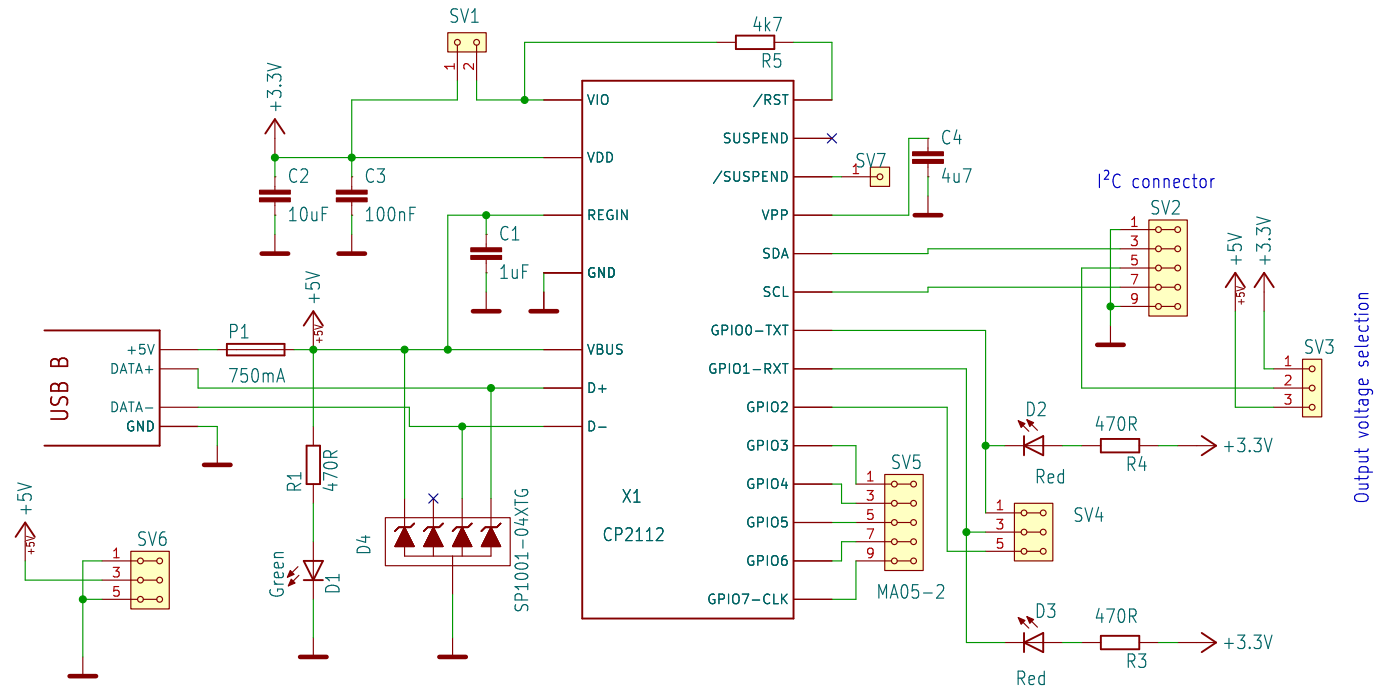 SV1
1
2
4k7
R5
+3.3V
VIO
/RST
SUSPEND
C4
4u7
VDD
C2
10uF
C3
100nF
/SUSPEND
SV7
1
I²C connector
SV2
1
3
5
7
9
REGIN
VPP
C1
1uF
SDA
GND
SCL
+5V
+5V
+3.3V
+5V
+5V
Output voltage selection
USB B
+5V
DATA+
DATA-
GND
P1
750mA
VBUS
D+
D-
GPIO0-TXT
GPIO1-RXT
GPIO2
GPIO3
GPIO4
GPIO5
GPIO6
GPIO7-CLK
SV3
1
2
3
D2
Red
470R
R4
+3.3V
R1
470R
X1
CP2112
SV5
1
3
5
7
9
MA05-2
SV4
1
3
5
+5V
+5V
SV6
1
3
5
Green
D1
D4
SP1001-04XTG
D3
Red
470R
R3
+3.3V